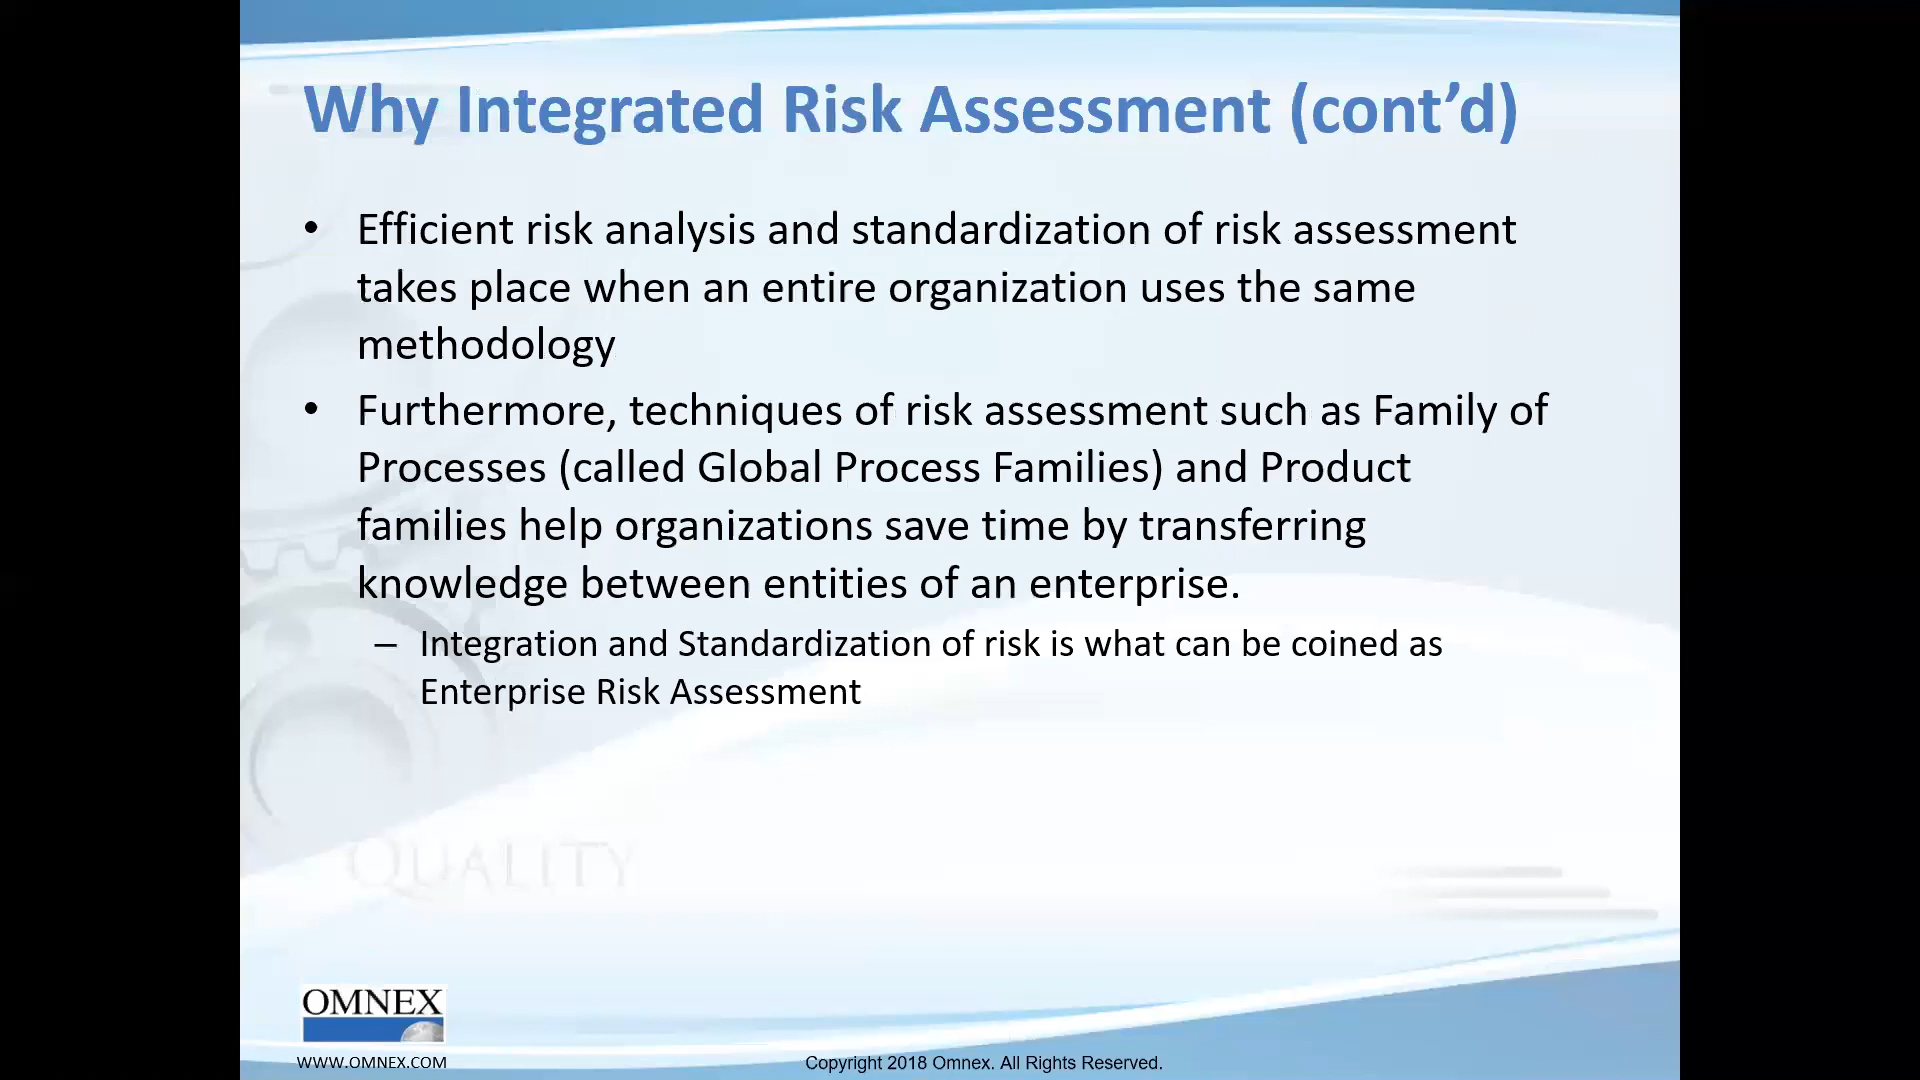 Why Integrated Risk Assessment (cont’d)
• Efficient risk analysis and standardization of risk assessment
takes place when an entire organization uses the same
methodology
• Furthermore, techniques of risk assessment such as Family of
Processes (called Global Process Families) and Product
families help organizations save time by transferring
knowledge between entities of an enterprise.
– Integration and Standardization of risk is what can be coined as
Enterprise Risk Assessment
QUALITY
OMNEX
WWW.OMNEX.COM
Copyright 2018 Omnex. All Rights Reserved.